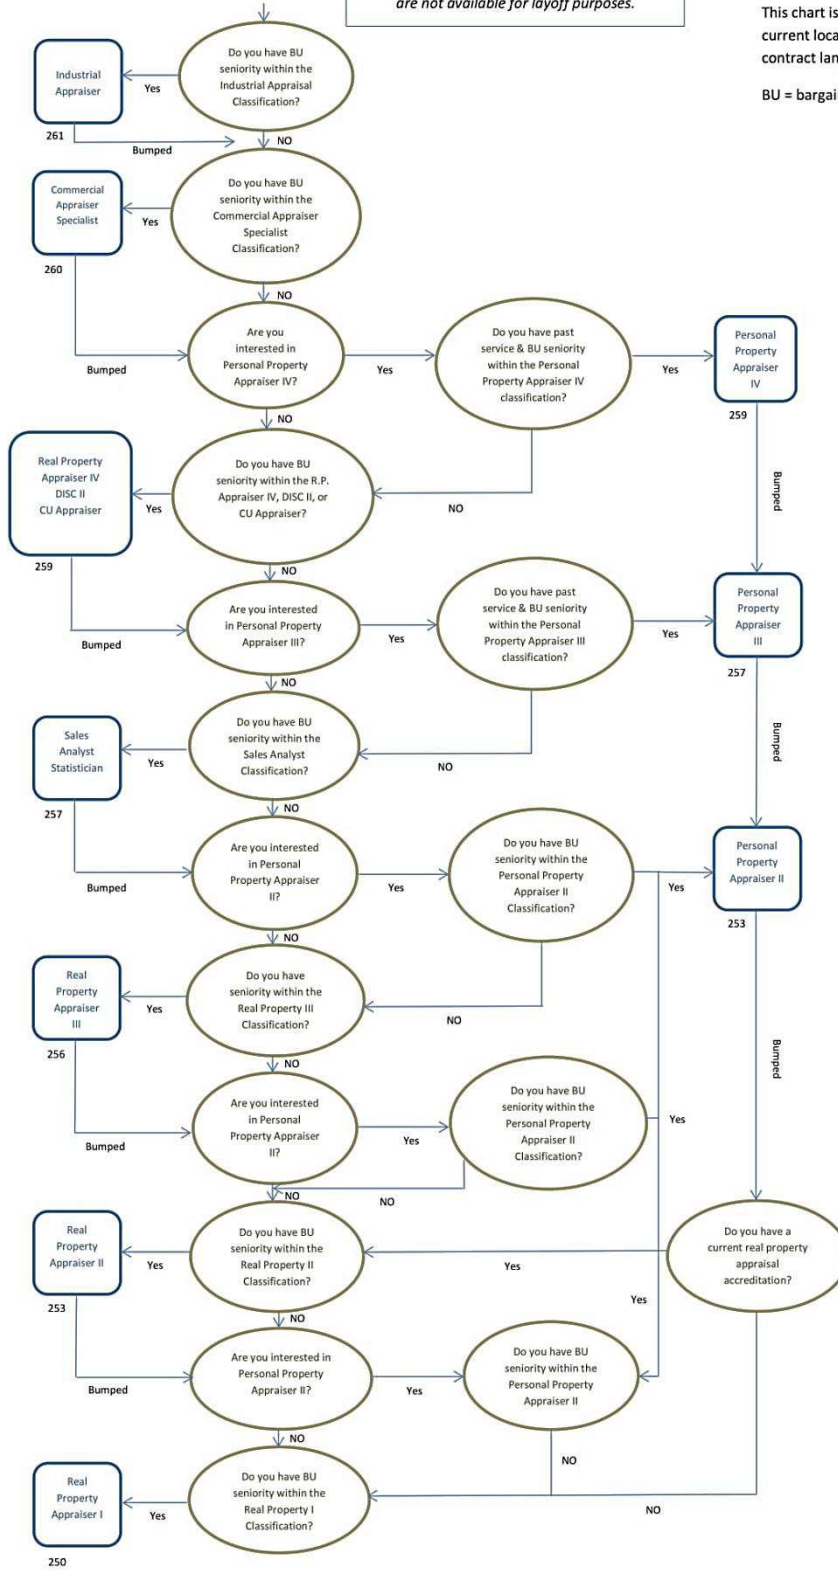 are not available for layoff purposes.
This chart is
current loca
contract lan
BU = bargai
Do you have BU
seniority within the
Industrial Appraisal
Classification?
Yes
Industrial
Appraiser
261
Bumped
NO
Do you have BU
seniority within the
Commercial Appraiser
Specialist
Classification?
Yes
Commercial
Appraiser
Specialist
260
NO
Bumped
Are you
interested in
Personal Property
Appraiser IV?
Yes
Do you have past
service & BU seniority
within the Personal
Property Appraiser IV
classification?
Yes
Personal
Property
Appraiser
IV
259
Bumped
NO
Do you have BU
seniority within the R.P.
Appraiser IV, DISC II, or
CU Appraiser?
NO
Yes
Real Property
Appraiser IV
DISC II
CU Appraiser
259
NO
Bumped
Are you interested
in Personal Property
Appraiser III?
Yes
Do you have past
service & BU seniority
within the Personal
Property Appraiser III
classification?
Yes
Personal
Property
Appraiser
III
257
Bumped
NO
Do you have BU
seniority within the
Sales Analyst
Classification?
NO
Yes
Sales
Analyst
Statistician
257
NO
Bumped
Are you interested
in Personal
Property Appraiser
II?
Yes
Do you have BU
seniority within the
Personal Property
Appraiser II
Classification?
Yes
Personal
Property
Appraiser II
253
Bumped
NO
Do you have
seniority within the
Real Property III
Classification?
NO
Yes
Real
Property
Appraiser
III
256
NO
Bumped
Are you interested
in Personal
Property Appraiser
II?
Yes
Do you have BU
seniority within the
Personal Property
Appraiser II
Classification?
Yes
NO
NO
Do you have BU
seniority within the
Real Property II
Classification?
Yes
Do you have a
current real property
appraisal
accreditation?
Yes
Real
Property
Appraiser II
253
NO
Bumped
Are you interested in
Personal Property
Appraiser II?
Yes
Do you have BU
seniority within the
Personal Property
Appraiser II
Yes
NO
NO
NO
Do you have BU
seniority within the
Real Property I
Classification?
Yes
Real
Property
Appraiser I
250